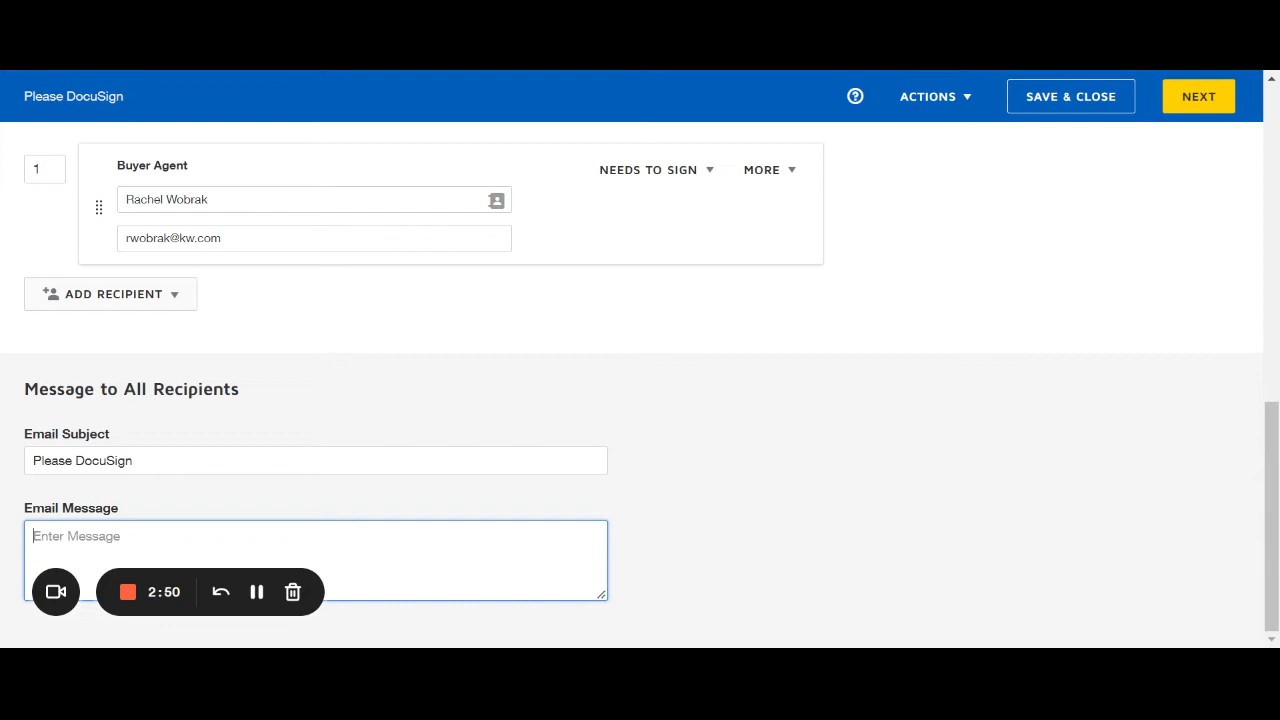 Please DocuSign
ACTIONS
SAVE & CLOSE
NEXT
1
Buyer Agent
NEEDS TO SIGN
MORE
Rachel Wobrak
rwobrak@kw.com
ADD RECIPIENT
Message to All Recipients
Email Subject
Please DocuSign
Email Message
Enter Message
2:50